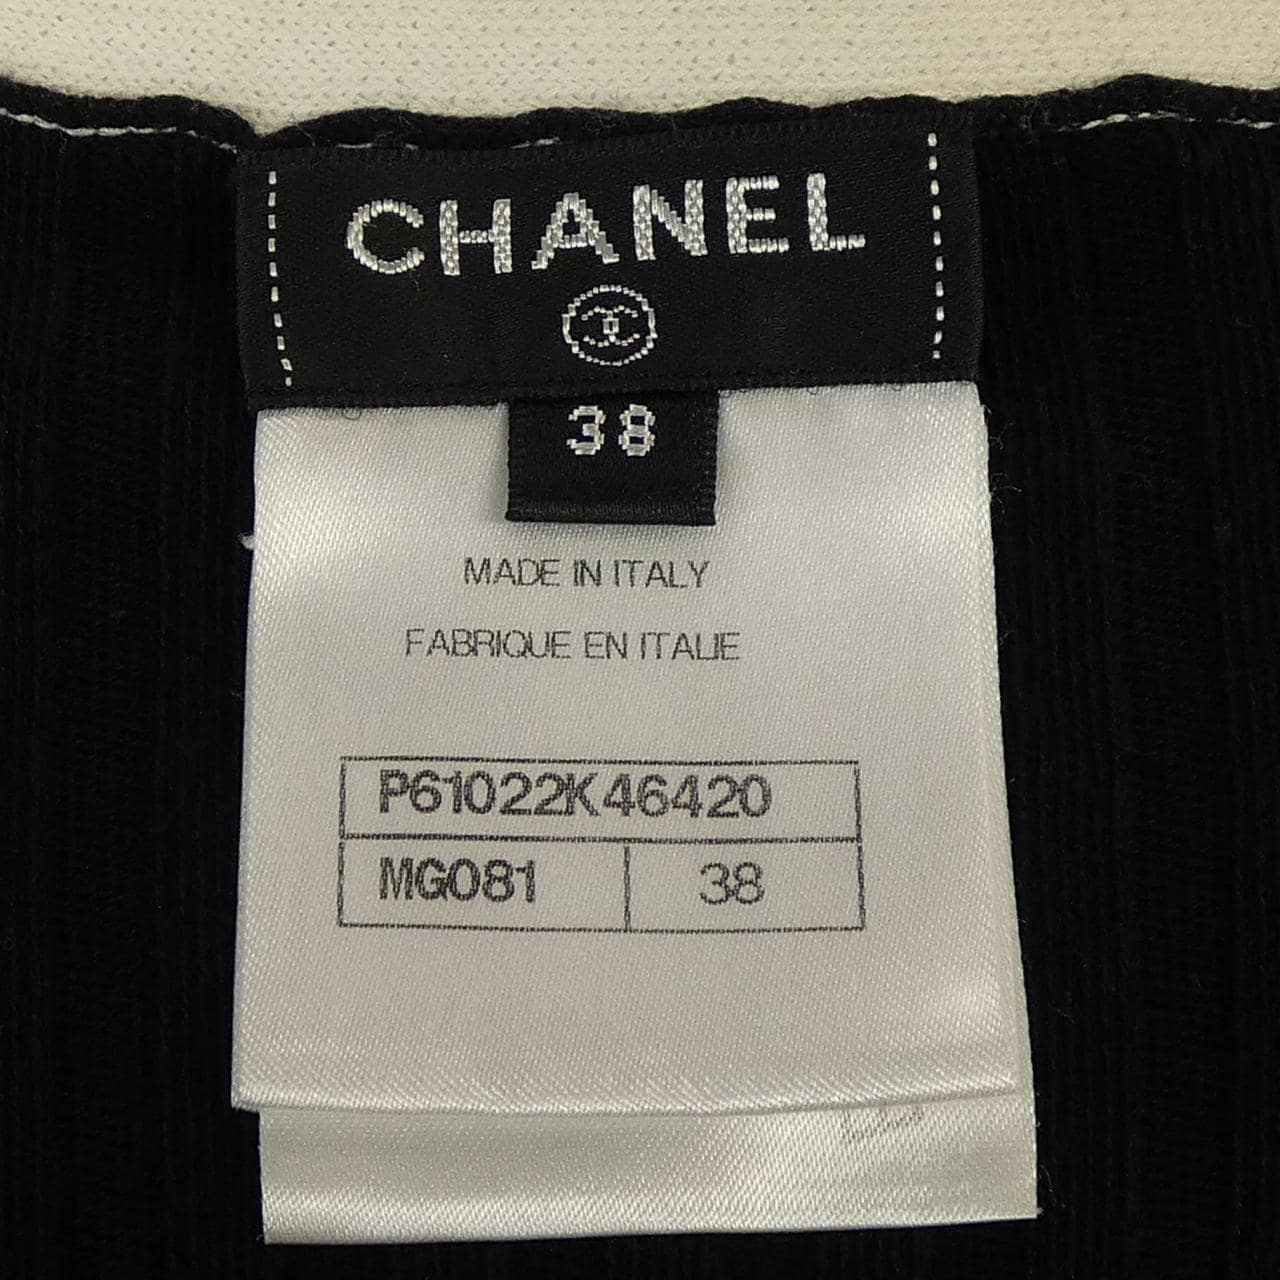 CHANEL
38
MADE IN ITALY
FABRIQUE EN ITALIE
P61022K46420
MG081 38